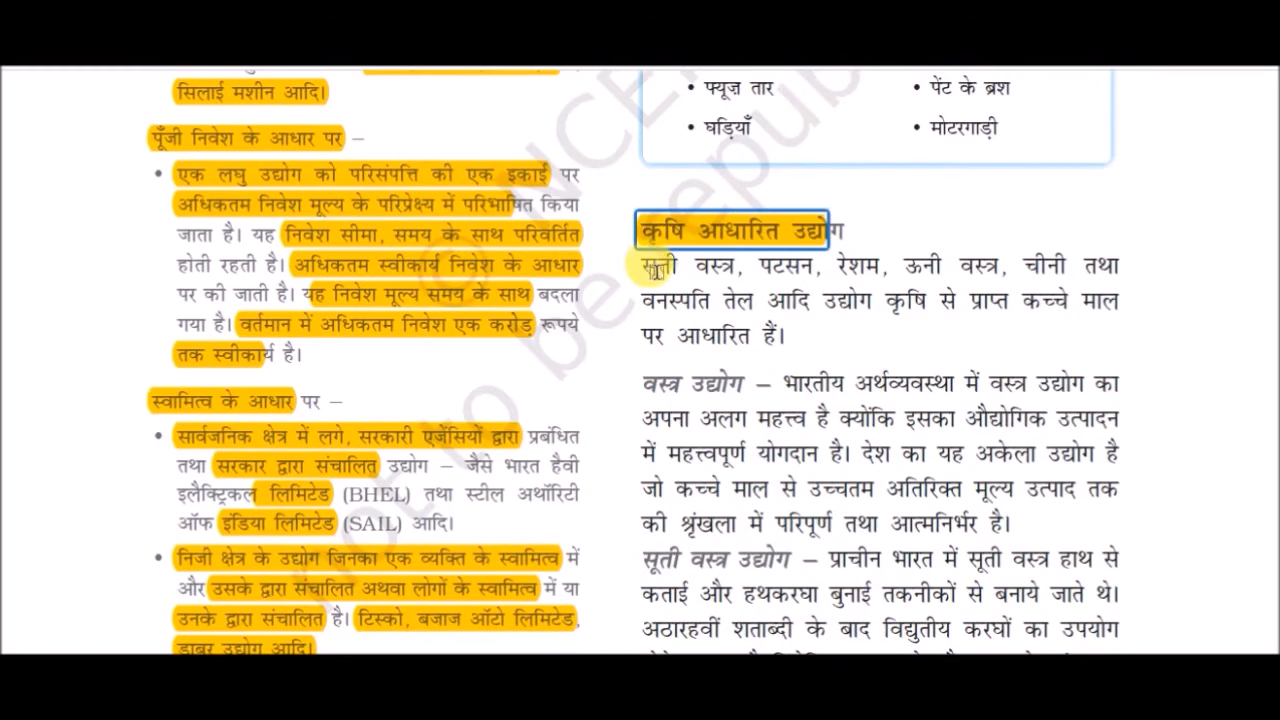 सिलाई मशीन आदि।
पूँजी निवेश के आधार पर –
• एक लघु उद्योग को परिसंपत्ति की एक इकाई पर
अधिकतम निवेश मूल्य के परिप्रेक्ष्य में परिभाषित किया
जाता है। यह निवेश सीमा, समय के साथ परिवर्तित
होती रहती है। अधिकतम स्वीकार्य निवेश के आधार
पर की जाती है। यह निवेश मूल्य समय के साथ बदला
गया है। वर्तमान में अधिकतम निवेश एक करोड़ रूपये
तक स्वीकार्य है।
स्वामित्व के आधार पर –
• सार्वजनिक क्षेत्र में लगे, सरकारी एजेंसियों द्वारा प्रबंधित
तथा सरकार द्वारा संचालित उद्योग – जैसे भारत हैवी
इलैक्ट्रिकल लिमिटेड (BHEL) तथा स्टील अथॉरिटी
ऑफ इंडिया लिमिटेड (SAIL) आदि।
• निजी क्षेत्र के उद्योग जिनका एक व्यक्ति के स्वामित्व में
और उसके द्वारा संचालित अथवा लोगों के स्वामित्व में या
उनके द्वारा संचालित है। टिस्को, बजाज ऑटो लिमिटेड,
डाबर उद्योग आदि।
• फ्यूज़ तार
• पेंट के ब्रश
• घड़ियाँ
• मोटरगाड़ी
कृषि आधारित उद्योग
सूती वस्त्र, पटसन, रेशम, ऊनी वस्त्र, चीनी तथा
वनस्पति तेल आदि उद्योग कृषि से प्राप्त कच्चे माल
पर आधारित हैं।
वस्त्र उद्योग – भारतीय अर्थव्यवस्था में वस्त्र उद्योग का
अपना अलग महत्त्व है क्योंकि इसका औद्योगिक उत्पादन
में महत्त्वपूर्ण योगदान है। देश का यह अकेला उद्योग है
जो कच्चे माल से उच्चतम अतिरिक्त मूल्य उत्पाद तक
की श्रृंखला में परिपूर्ण तथा आत्मनिर्भर है।
सूती वस्त्र उद्योग – प्राचीन भारत में सूती वस्त्र हाथ से
कताई और हथकरघा बुनाई तकनीकों से बनाये जाते थे।
अठारहवीं शताब्दी के बाद विद्युतीय करघों का उपयोग